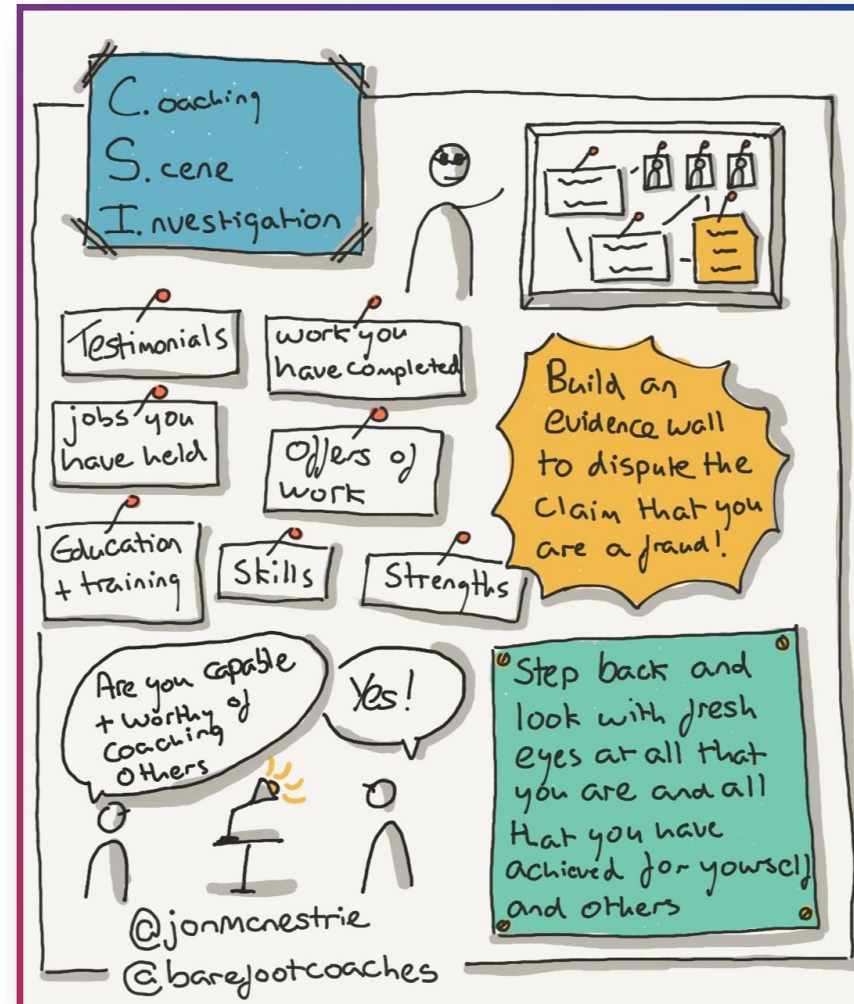 C.oaching
S.cene
I.nvestigation
Testimonials
work you
have completed
jobs you
have held
Offers of
work
Education
+ training
Skills
Strengths
Build an
evidence wall
to dispute the
claim that you
are a fraud!
Are you capable
+ worthy of
coaching
others
Yes!
Step back and
look with fresh
eyes at all that
you are and all
that you have
achieved for yourself
and others
@jonmcnestrie
@barefootcoaches